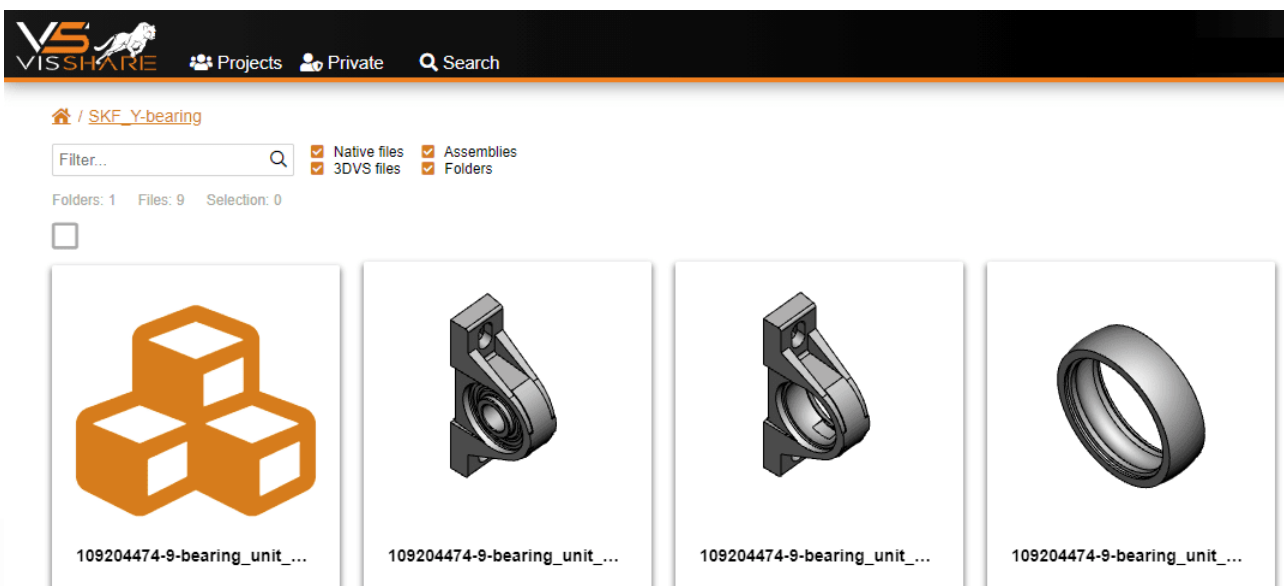 VS
VISSHARE
Projects Private Search
/ SKF_Y-bearing
Filter...
Native files Assemblies
3DVS files Folders
Folders: 1 Files: 9 Selection: 0
109204474-9-bearing_unit_... 109204474-9-bearing_unit_... 109204474-9-bearing_unit_... 109204474-9-bearing_unit_...